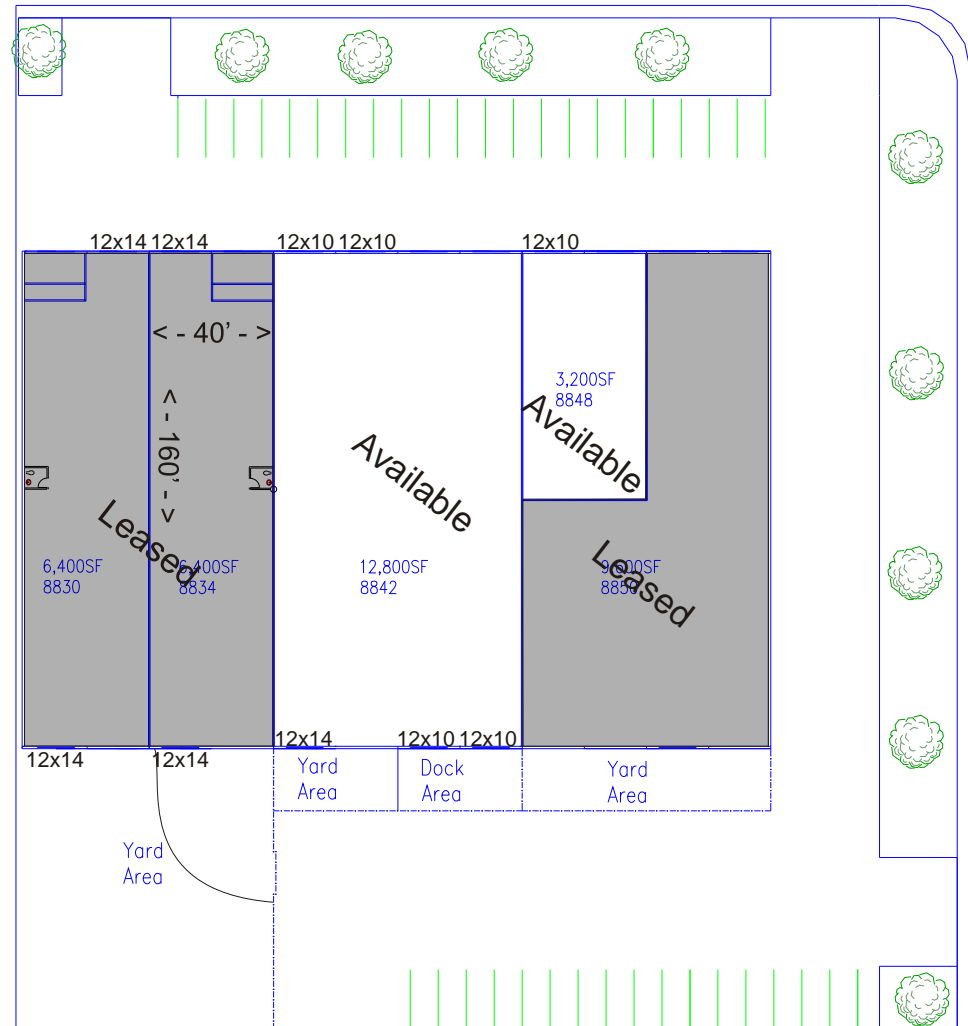 12x14 12x14 12x10 12x10 12x10
< - 40' - >
< - 160' - >
3,200SF
8848
Available
Available
Leased
Leased
6,400SF
8830
6,400SF
8834
12,800SF
8842
9,600SF
12x14 12x10 12x10
12x14 12x14
Yard
Area
Dock
Area
Yard
Area
Yard
Area